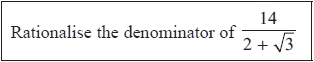 Rationalise the denominator of 14
2 + √3